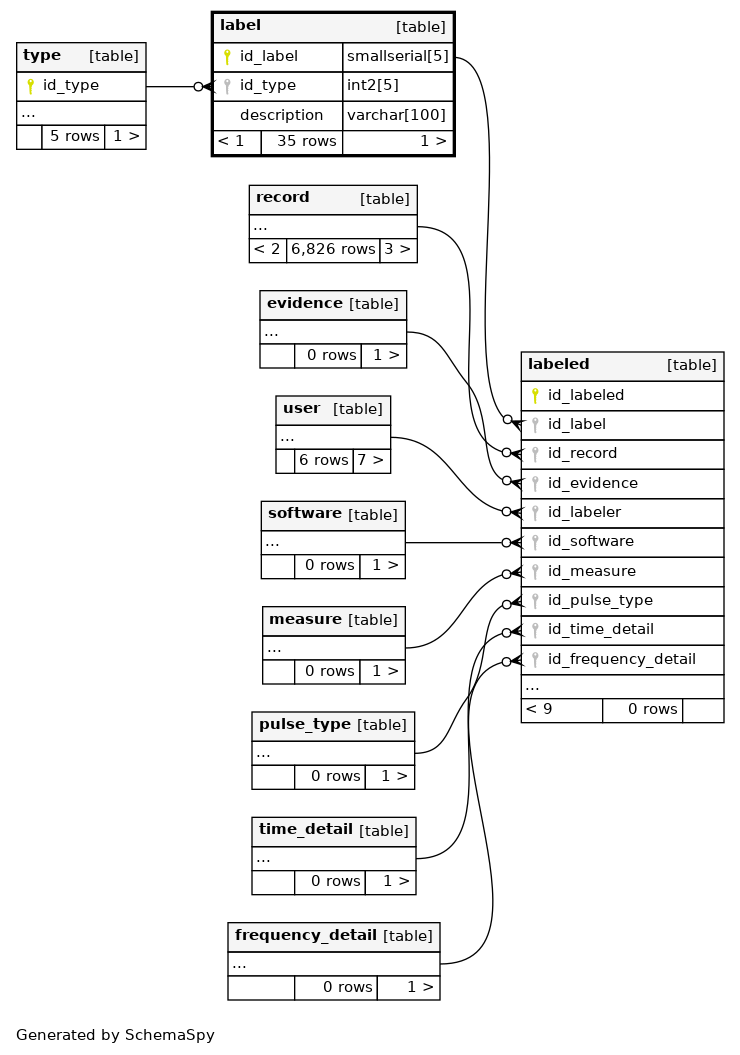 type [table]
id_type
...
5 rows 1 >
label [table]
id_label smallserial[5]
id_type int2[5]
description varchar[100]
< 1 35 rows 1 >
record [table]
...
< 2 6,826 rows 3 >
evidence [table]
...
0 rows 1 >
user [table]
...
6 rows 7 >
software [table]
...
0 rows 1 >
measure [table]
...
0 rows 1 >
pulse_type [table]
...
0 rows 1 >
time_detail [table]
...
0 rows 1 >
frequency_detail [table]
...
0 rows 1 >
labeled [table]
id_labeled
id_label
id_record
id_evidence
id_labeler
id_software
id_measure
id_pulse_type
id_time_detail
id_frequency_detail
...
< 9 0 rows
Generated by SchemaSpy